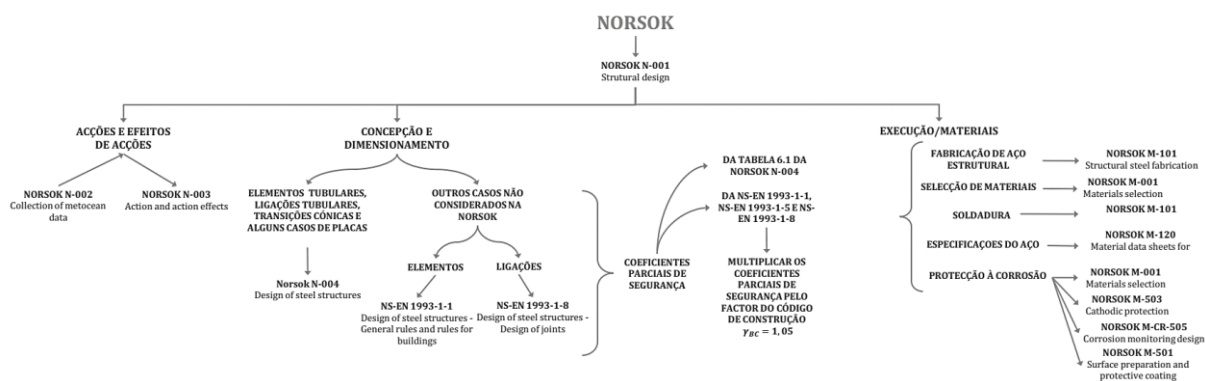 NORSOK
NORSOK N-001
Strutural design
ACÇÕES E EFEITOS
DE ACÇÕES
NORSOK N-002
Collection of metocean
data
NORSOK N-003
Action and action effects
CONCEPÇÃO E
DIMENSIONAMENTO
ELEMENTOS TUBULARES,
LIGAÇÕES TUBULARES,
TRANSIÇÕES CÓNICAS E
ALGUNS CASOS DE PLACAS
Norsok N-004
Design of steel structures
OUTROS CASOS NÃO
CONSIDERADOS NA
NORSOK
ELEMENTOS
NS-EN 1993-1-1
Design of steel structures -
General rules and rules for
buildings
LIGAÇÕES
NS-EN 1993-1-8
Design of steel structures -
Design of joints
COEFICIENTES
PARCIAIS DE
SEGURANÇA
DA TABELA 6.1 DA
NORSOK N-004
DA NS-EN 1993-1-1,
NS-EN 1993-1-5 E NS-
EN 1993-1-8
MULTIPLICAR OS
COEFICIENTES
PARCIAIS DE
SEGURANÇA PELO
FACTOR DO CÓDIGO
DE CONSTRUÇÃO
γBC = 1,05
EXECUÇÃO/MATERIAIS
FABRICAÇÃO DE AÇO
ESTRUTURAL
NORSOK M-101
Structural steel fabrication
SELECÇÃO DE MATERIAIS
NORSOK M-001
Materials selection
SOLDADURA
NORSOK M-101
ESPECIFICAÇOES DO AÇO
NORSOK M-120
Material data sheets for
PROTECÇÃO À CORROSÃO
NORSOK M-001
Materials selection
NORSOK M-503
Cathodic protection
NORSOK M-CR-505
Corrosion monitoring design
NORSOK M-501
Surface preparation and
protective coating